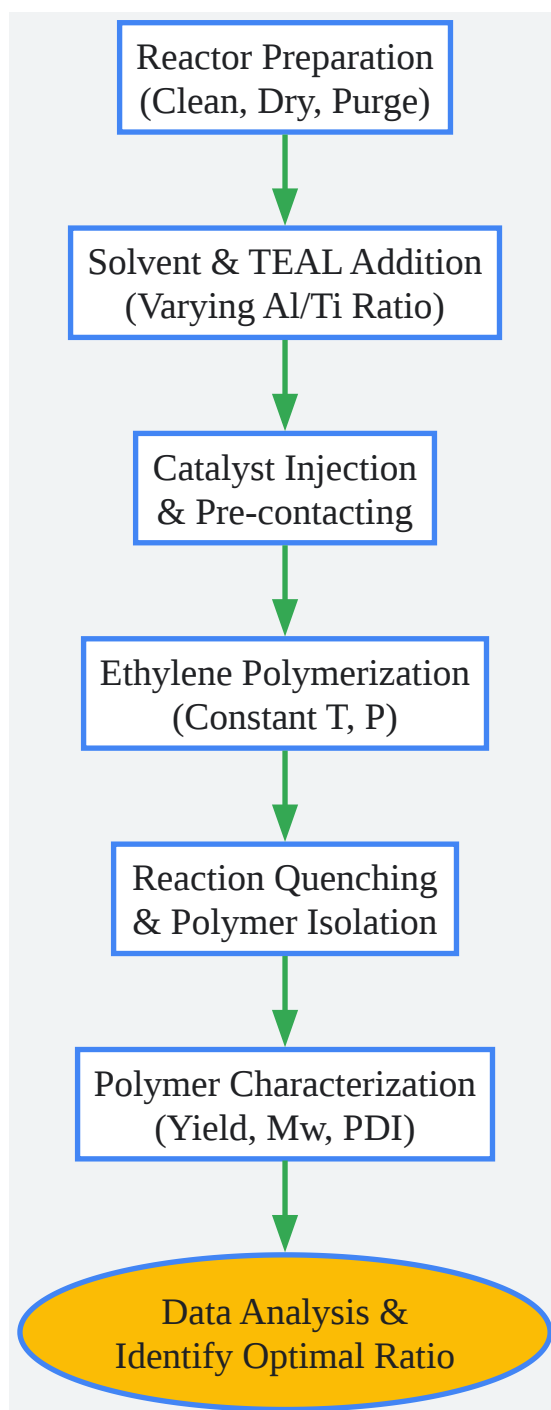 Reactor Preparation
(Clean, Dry, Purge)
Solvent & TEAL Addition
(Varying Al/Ti Ratio)
Catalyst Injection
& Pre-contacting
Ethylene Polymerization
(Constant T, P)
Reaction Quenching
& Polymer Isolation
Polymer Characterization
(Yield, Mw, PDI)
Data Analysis &
Identify Optimal Ratio